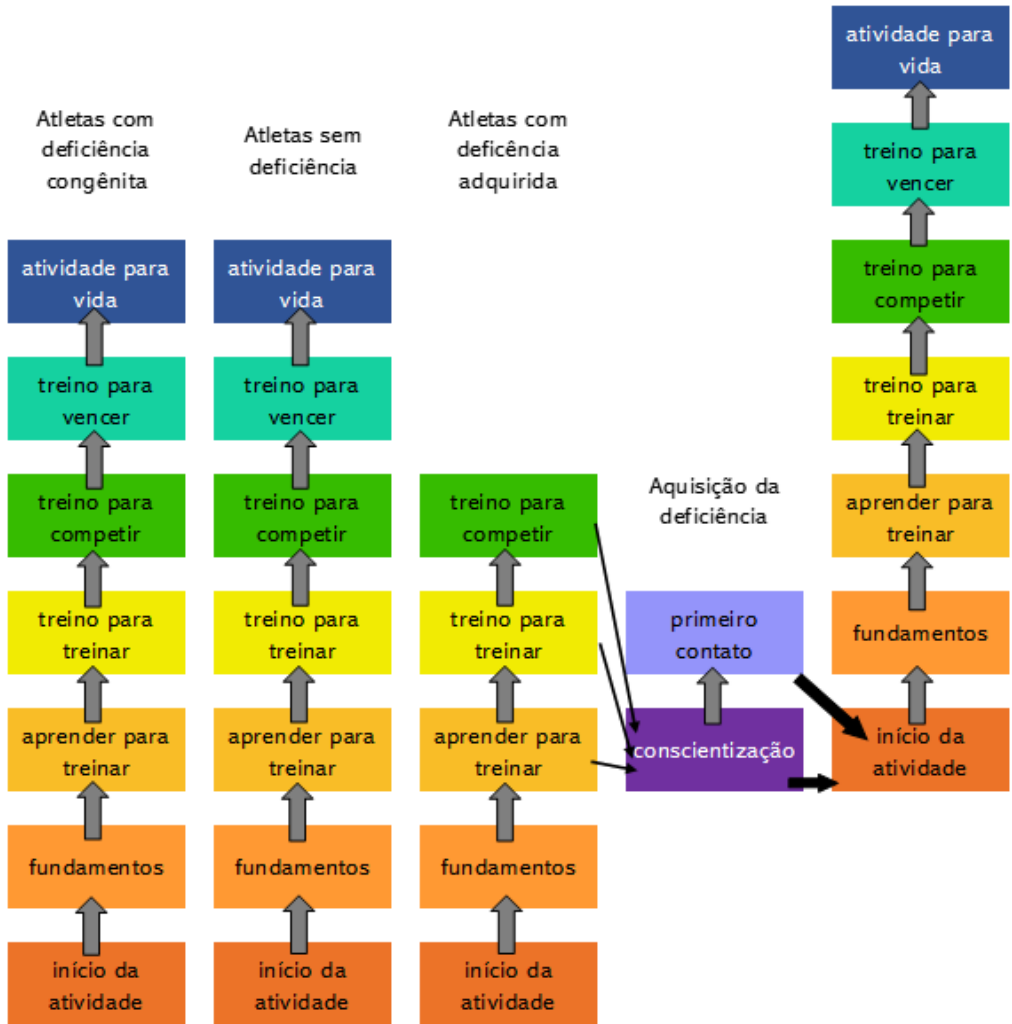 Atletas com
deficiência
congênita
atividade para
vida
treino para
vencer
treino para
competir
treino para
treinar
aprender para
treinar
fundamentos
início da
atividade
Atletas sem
deficiência
atividade para
vida
treino para
vencer
treino para
competir
treino para
treinar
aprender para
treinar
fundamentos
início da
atividade
Atletas com
deficência
adquirida
treino para
competir
treino para
treinar
aprender para
treinar
fundamentos
início da
atividade
Aquisição da
deficiência
primeiro
contato
conscientização
atividade para
vida
treino para
vencer
treino para
competir
treino para
treinar
aprender para
treinar
fundamentos
início da
atividade